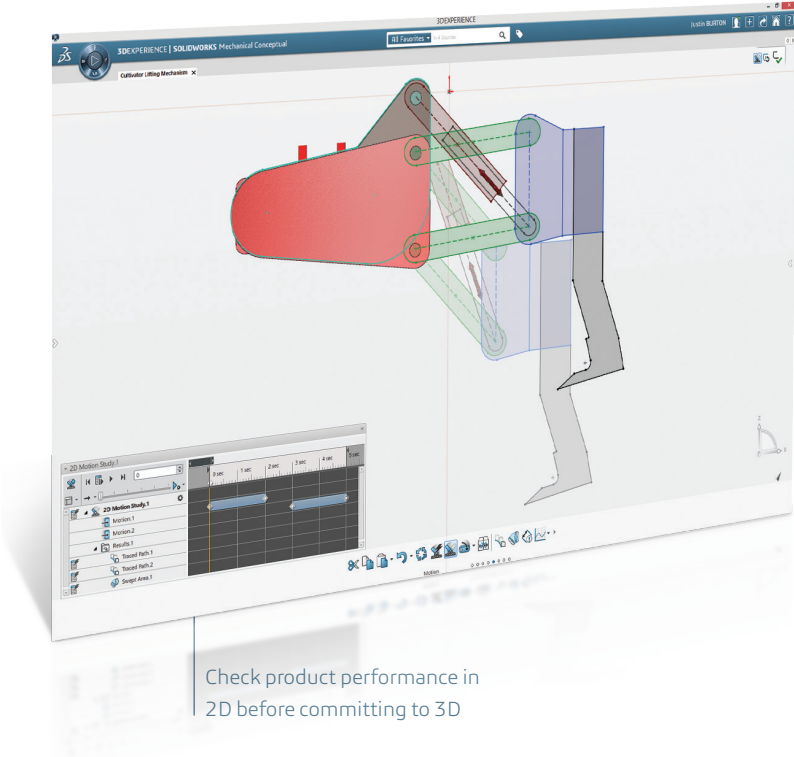 3DEXPERIENCE
3DEXPERIENCE | SOLIDWORKS Mechanical Conceptual
All Favorites
Justin BURTON
Cultivator Lifting Mechanism
2D Motion Study.1
0
0 sec
1 sec
2 sec
3 sec
4 sec
5 sec
2D Motion Study.1
Motion.1
Motion.2
Results.1
Traced Path.1
Traced Path.2
Swept Area.1
Motion
Check product performance in
2D before committing to 3D